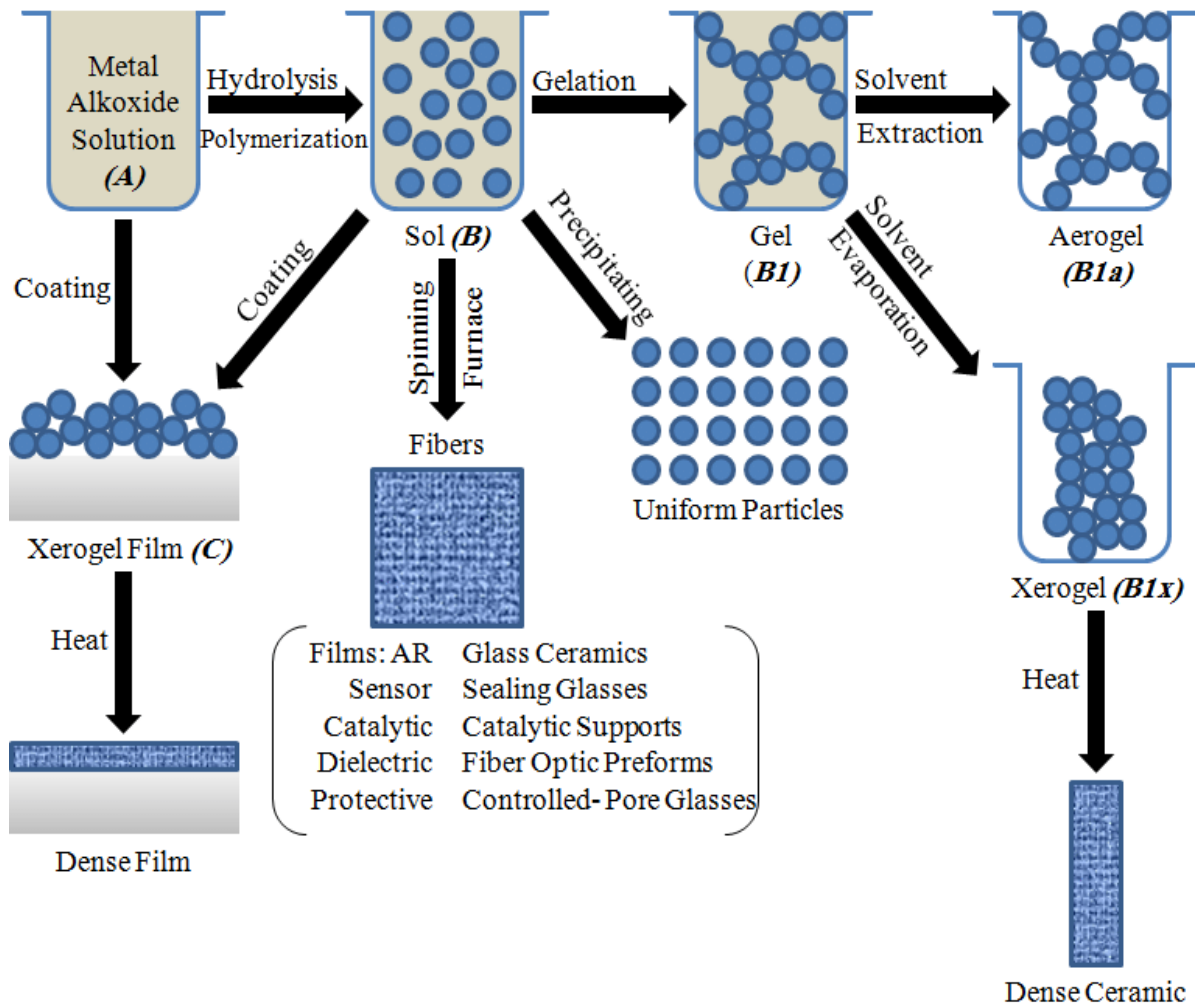 Metal
Alkoxide
Solution
(A)
Hydrolysis
Polymerization
Gelation
Solvent
Extraction
Sol (B)
Gel
(B1)
Aerogel
(B1a)
Coating
Coating
Spinning
Furnace
Precipitating
Solvent
Evaporation
Fibers
Uniform Particles
Xerogel Film (C)
Xerogel (B1x)
Heat
Films: AR Glass Ceramics
Sensor Sealing Glasses
Catalytic Catalytic Supports
Dielectric Fiber Optic Preforms
Protective Controlled- Pore Glasses
Heat
Dense Film
Dense Ceramic